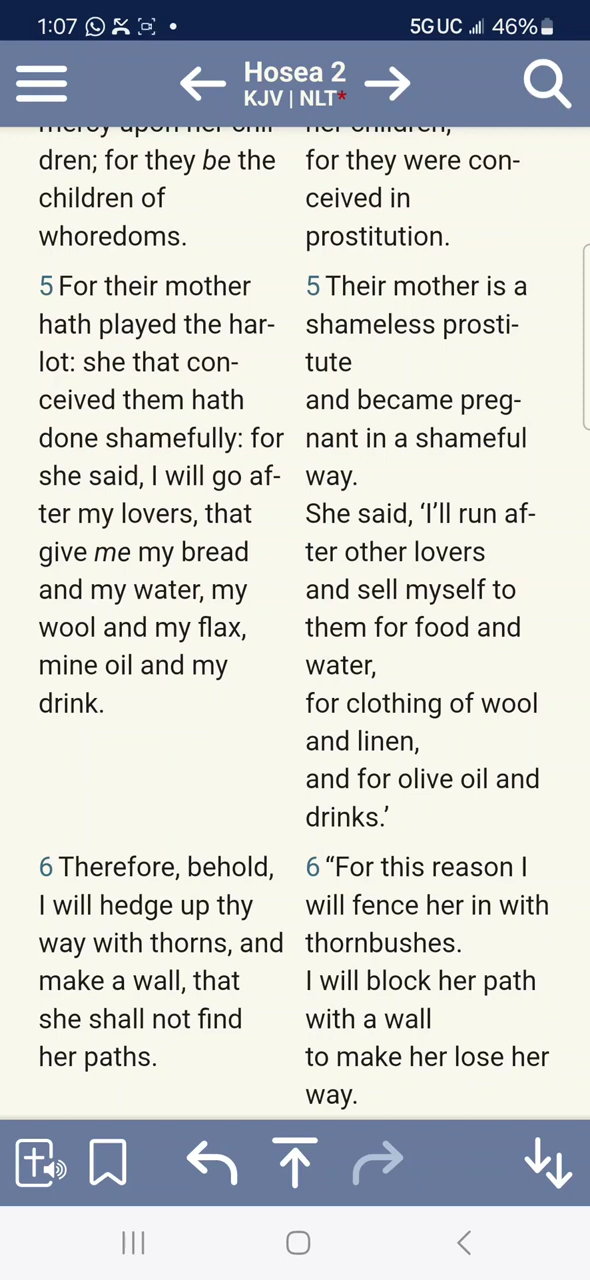 1:07
5G UC 46%
Hosea 2
KJV | NLT*
mercy upon her chil-
dren; for they be the
children of
whoredoms.
5 For their mother
hath played the har-
lot: she that con-
ceived them hath
done shamefully: for
she said, I will go af-
ter my lovers, that
give me my bread
and my water, my
wool and my flax,
mine oil and my
drink.
6 Therefore, behold,
I will hedge up thy
way with thorns, and
make a wall, that
she shall not find
her paths.
her children,
for they were con-
ceived in
prostitution.
5 Their mother is a
shameless prosti-
tute
and became preg-
nant in a shameful
way.
She said, ‘I’ll run af-
ter other lovers
and sell myself to
them for food and
water,
for clothing of wool
and linen,
and for olive oil and
drinks.’
6 “For this reason I
will fence her in with
thornbushes.
I will block her path
with a wall
to make her lose her
way.